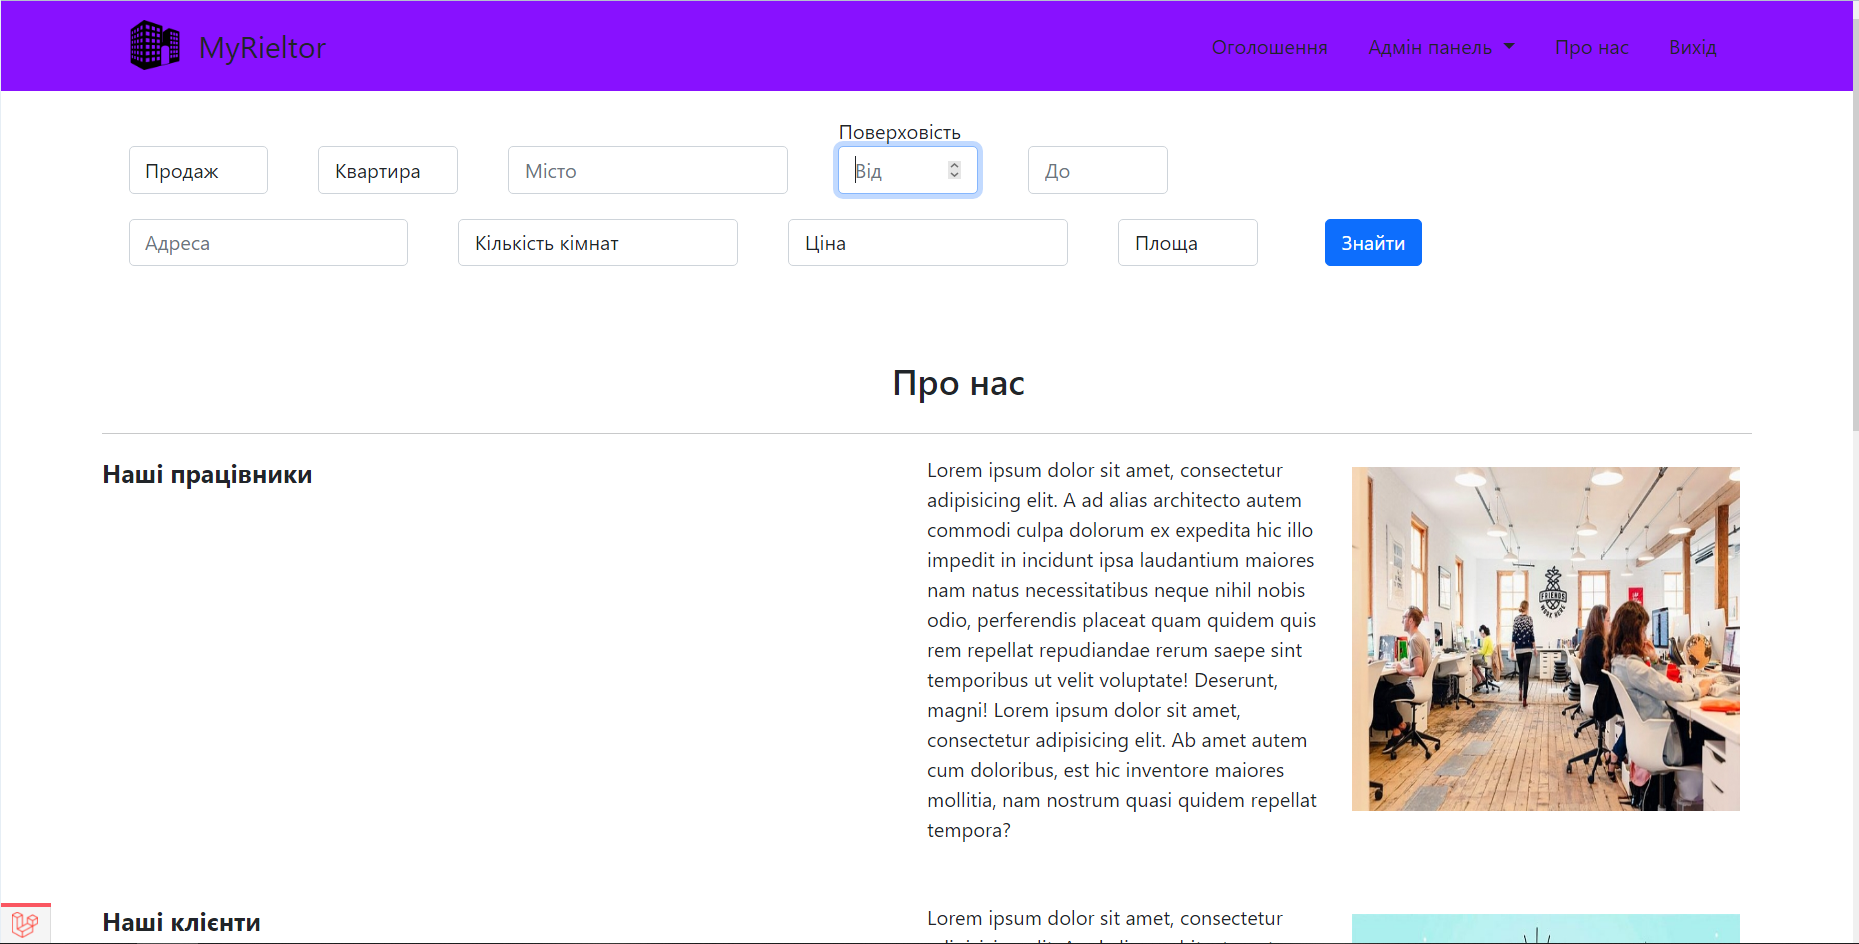 MyRieltor
Оголошення
Адмін панель
Про нас
Вихід
Поверховість
Продаж
Квартира
Місто
Від
До
Адреса
Кількість кімнат
Ціна
Площа
Знайти
Про нас
Наші працівники
Lorem ipsum dolor sit amet, consectetur
adipisicing elit. A ad alias architecto autem
commodi culpa dolorum ex expedita hic illo
impedit in incidunt ipsa laudantium maiores
nam natus necessitatibus neque nihil nobis
odio, perferendis placeat quam quidem quis
rem repellat repudiandae rerum saepe sint
temporibus ut velit voluptate! Deserunt,
magni! Lorem ipsum dolor sit amet,
consectetur adipisicing elit. Ab amet autem
cum doloribus, est hic inventore maiores
mollitia, nam nostrum quasi quidem repellat
tempora?
FRIENDS
WORK HERE
Наші клієнти
Lorem ipsum dolor sit amet, consectetur